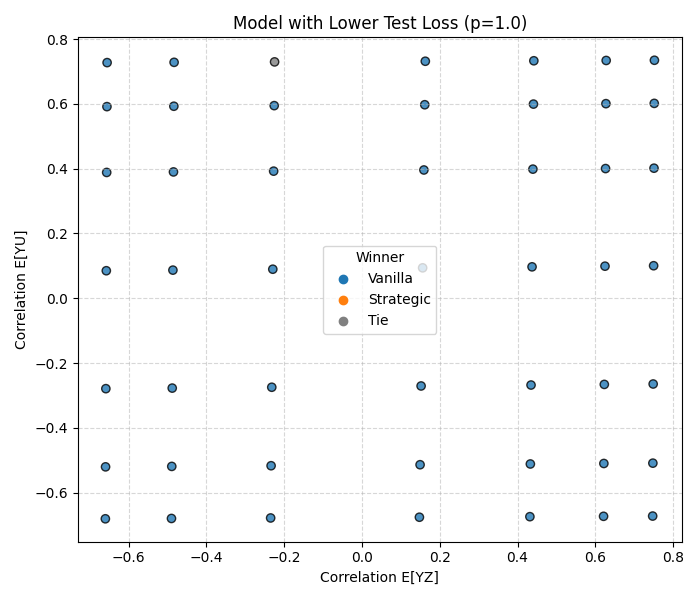 Model with Lower Test Loss (p=1.0)
0.8
0.6
0.4
0.2
0.0
−0.2
−0.4
−0.6
Correlation E[YU]
Winner
Vanilla
Strategic
Tie
−0.6 −0.4 −0.2 0.0 0.2 0.4 0.6 0.8
Correlation E[YZ]